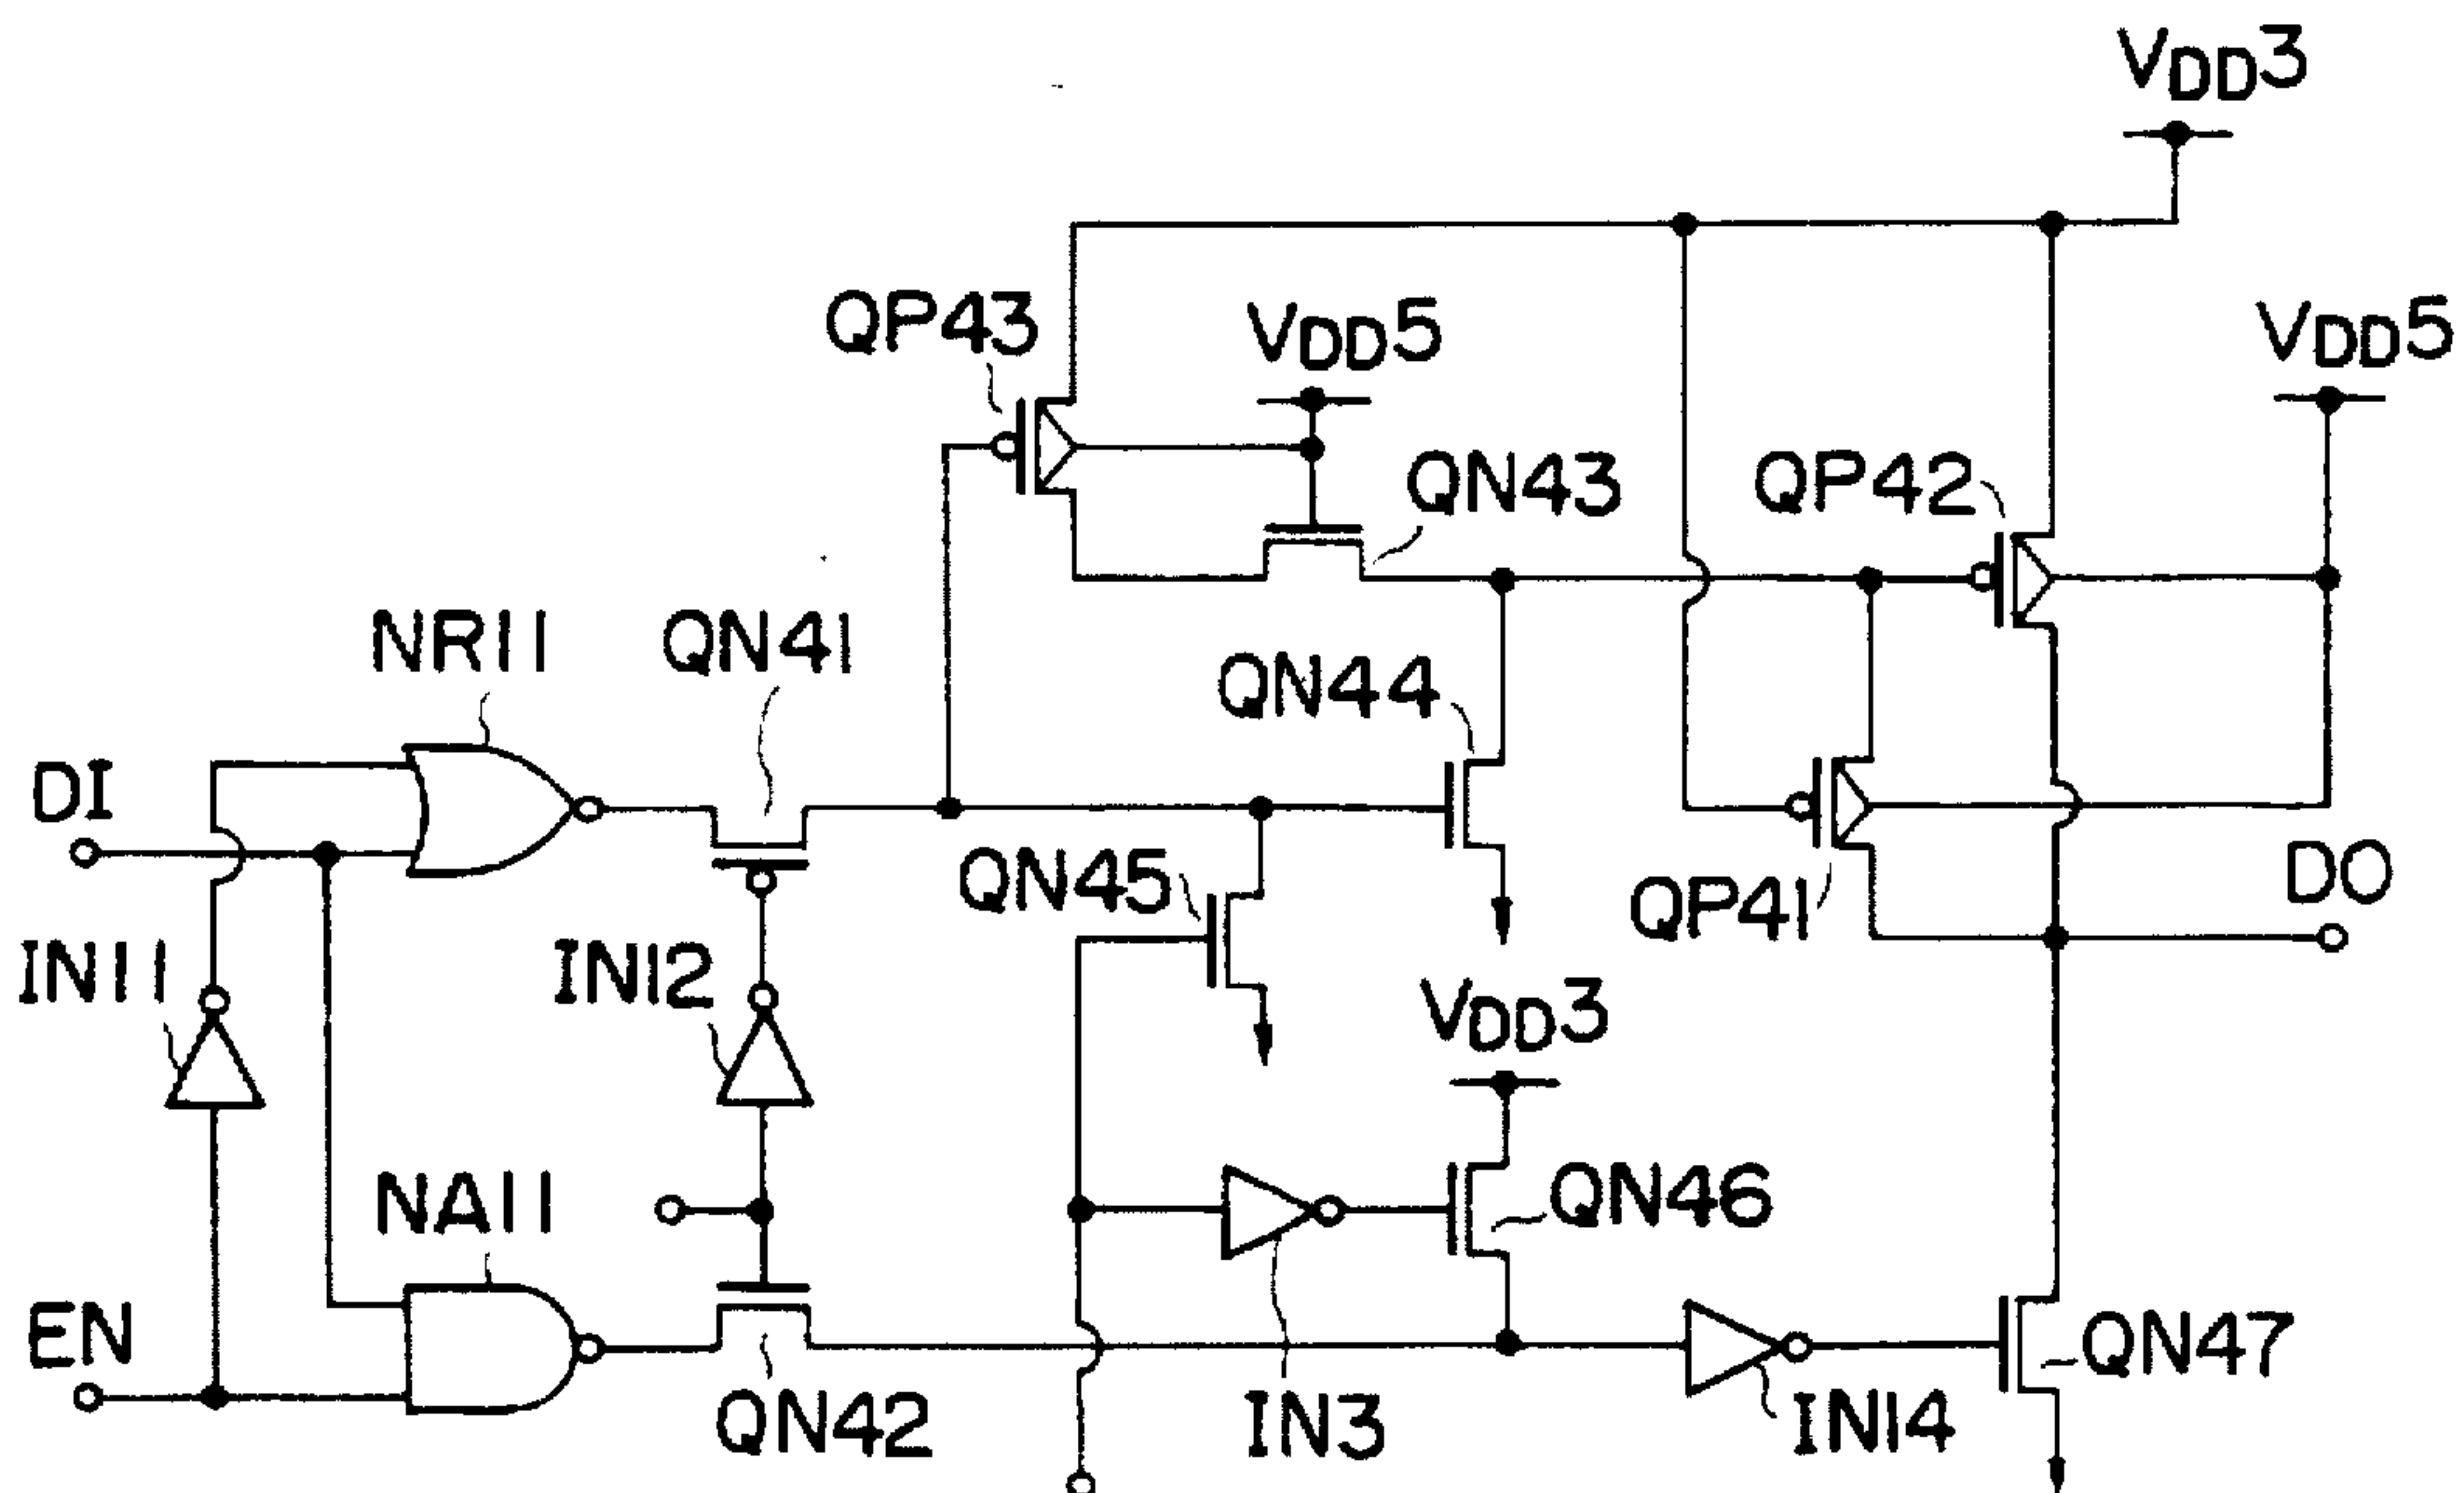 VDD3
QP43
VDD5
VDD5
QN43
QP42
NR11
QN41
QN44
DI
QN45
QP41
DO
IN11
IN12
VDD3
NA11
QN46
EN
QN42
IN3
IN14
QN47